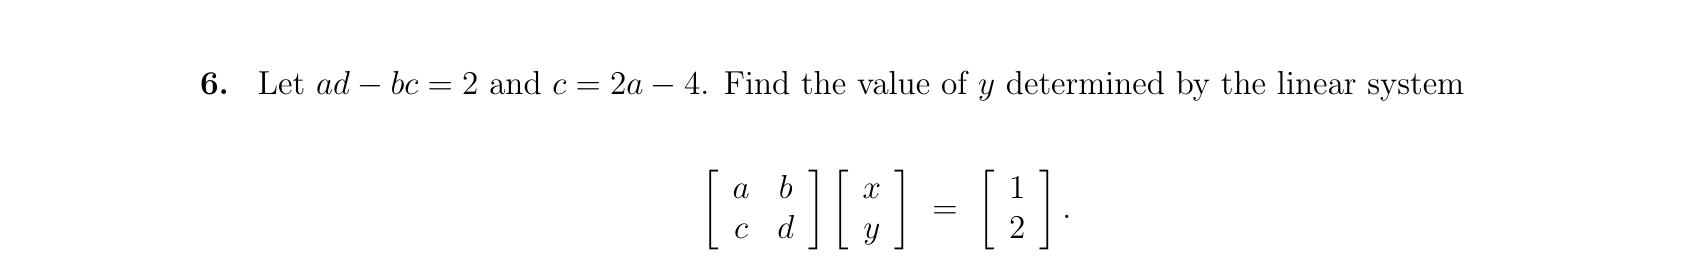 6. Let ad − bc = 2 and c = 2a − 4. Find the value of y determined by the linear system
[ a b ] [ x ] = [ 1 ]
[ c d ] [ y ]   [ 2 ] .